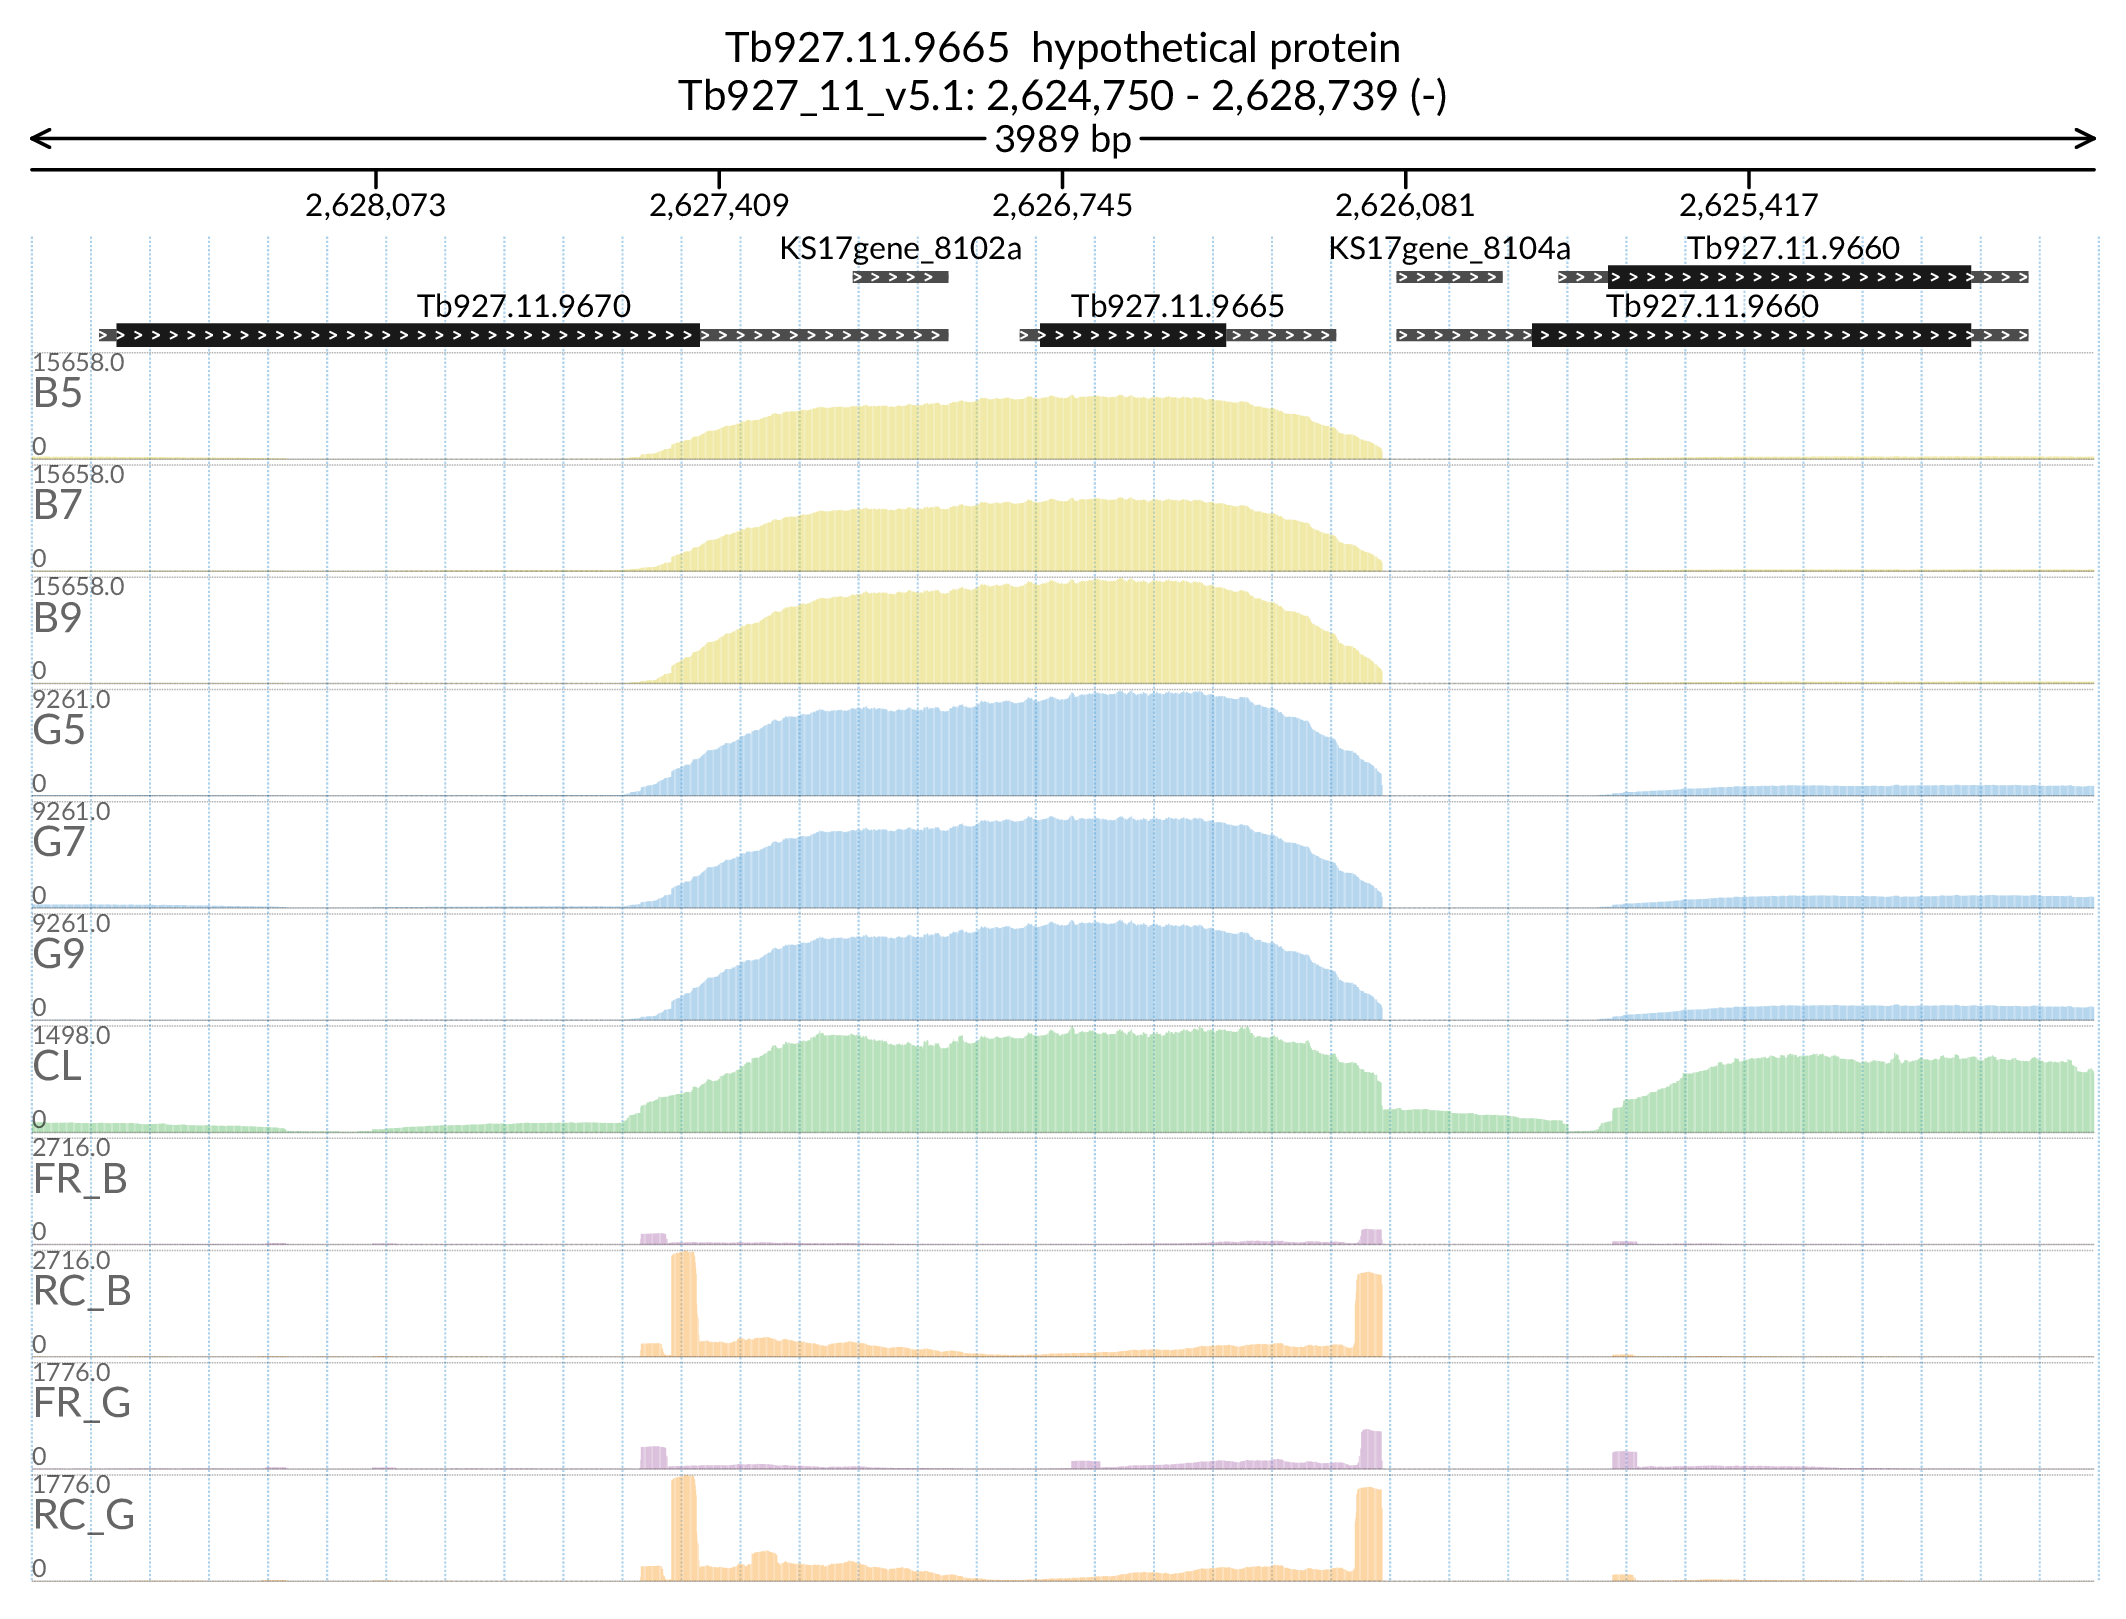 Tb927.11.9665  hypothetical protein
Tb927_11_v5.1: 2,624,750 - 2,628,739 (-)
3989 bp
2,628,073 2,627,409 2,626,745 2,626,081 2,625,417
KS17gene_8102a KS17gene_8104a Tb927.11.9660
Tb927.11.9670 Tb927.11.9665 Tb927.11.9660
15658.0
B5
0
15658.0
B7
0
15658.0
B9
0
9261.0
G5
0
9261.0
G7
0
9261.0
G9
0
1498.0
CL
0
2716.0
FR_B
0
2716.0
RC_B
0
1776.0
FR_G
0
1776.0
RC_G
0